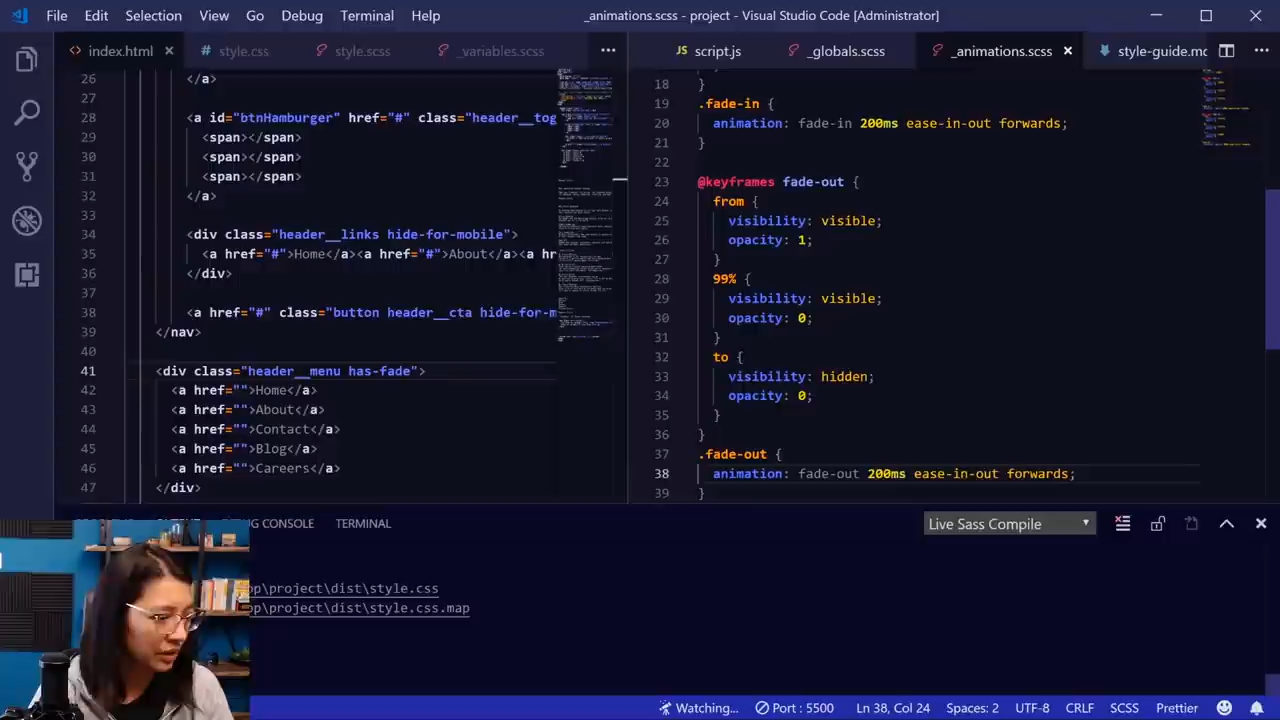 File Edit Selection View Go Debug Terminal Help
_animations.scss - project - Visual Studio Code [Administrator]
index.html style.css style.scss _variables.scss
26 </a>
27
28 <a id="btnHamburger" href="#" class="header__tog
29 <span></span>
30 <span></span>
31 <span></span>
32 </a>
33
34 <div class="header__links hide-for-mobile">
35 <a href="#">Home</a><a href="#">About</a><a hr
36 </div>
37
38 <a href="#" class="button header__cta hide-for-m
39 </nav>
40
41 <div class="header__menu has-fade">
42 <a href="">Home</a>
43 <a href="">About</a>
44 <a href="">Contact</a>
45 <a href="">Blog</a>
46 <a href="">Careers</a>
47 </div>
script.js _globals.scss _animations.scss style-guide.mc
18 }
19 .fade-in {
20 animation: fade-in 200ms ease-in-out forwards;
21 }
22
23 @keyframes fade-out {
24 from {
25 visibility: visible;
26 opacity: 1;
27 }
28 99% {
29 visibility: visible;
30 opacity: 0;
31 }
32 to {
33 visibility: hidden;
34 opacity: 0;
35 }
36 }
37 .fade-out {
38 animation: fade-out 200ms ease-in-out forwards;
39 }
CONSOLE TERMINAL
Live Sass Compile
op\project\dist\style.css
op\project\dist\style.css.map
Watching... Port : 5500 Ln 38, Col 24 Spaces: 2 UTF-8 CRLF SCSS Prettier